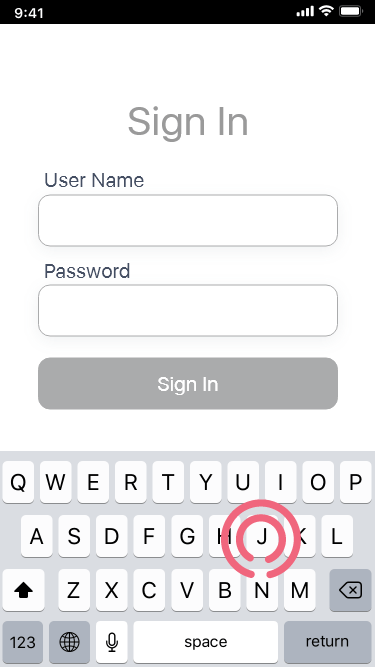 9:41
Sign In
User Name
Password
Sign In
Q W E R T Y U I O P
A S D F G H J K L
Z X C V B N M
123 space return